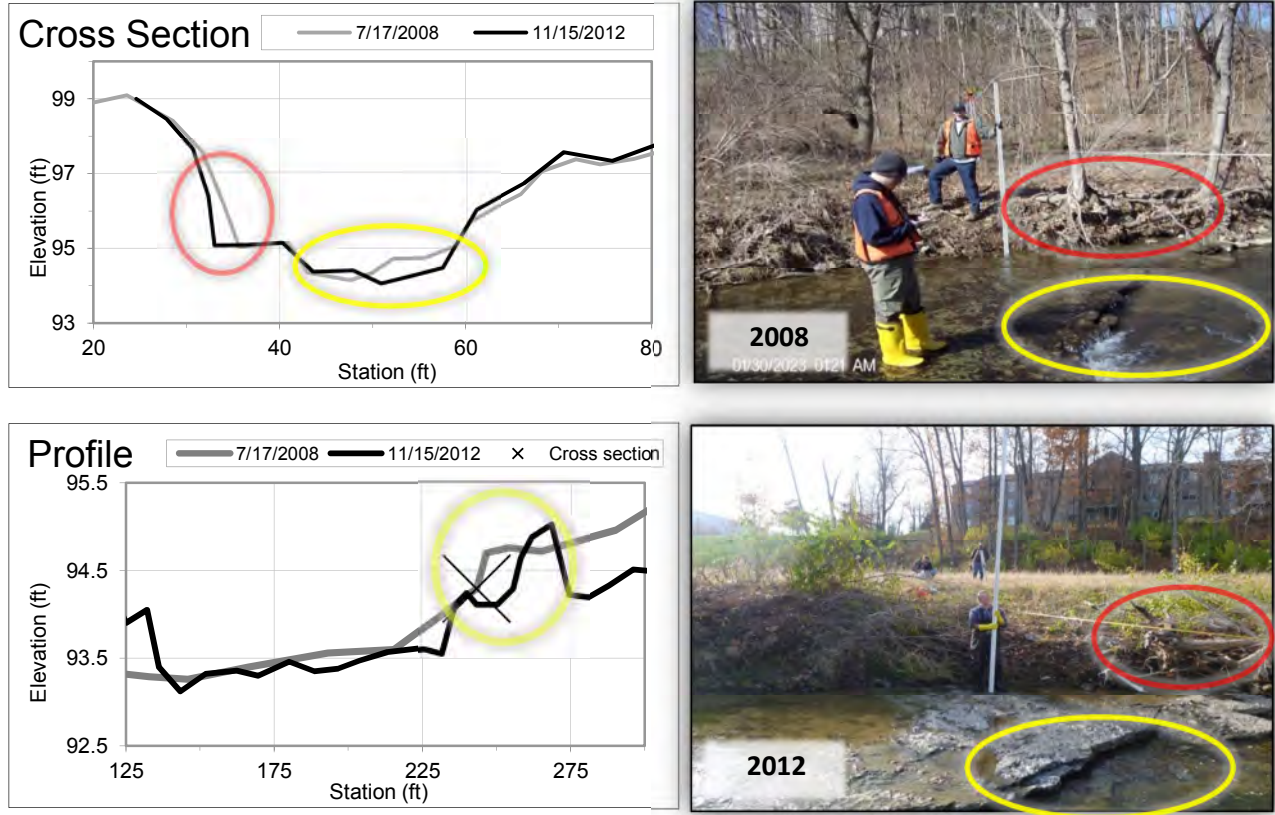 Cross Section
7/17/2008 11/15/2012
99
97
95
93
Elevation (ft)
20 40 60 80
Station (ft)
2008
01/30/2023 01:21 AM
Profile
7/17/2008 11/15/2012 × Cross section
95.5
94.5
93.5
92.5
Elevation (ft)
125 175 225 275
Station (ft)
2012